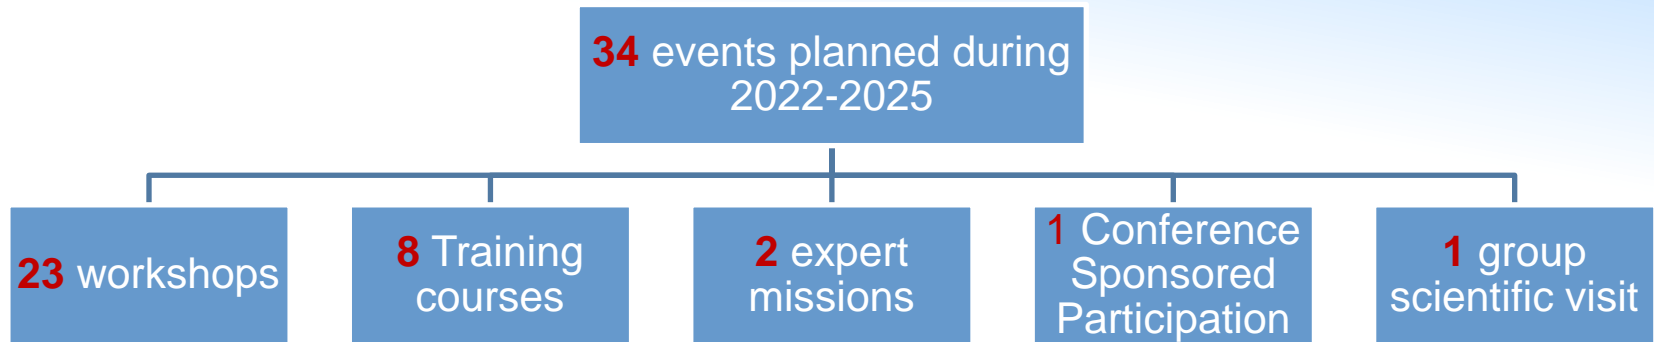 34 events planned during
2022-2025
23 workshops
8 Training
courses
2 expert
missions
1 Conference
Sponsored
Participation
1 group
scientific visit